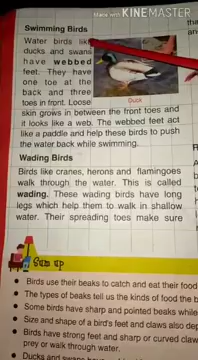 Made with KINEMASTER
Swimming Birds
Water birds like
ducks and swans
have webbed
feet. They have
one toe at the
back and three
toes in front. Loose
Duck
skin grows in between the front toes and
it looks like a web. The webbed feet act
like a paddle and help these birds to push
the water back while swimming.
Wading Birds
Birds like cranes, herons and flamingoes
walk through the water. This is called
wading. These wading birds have long
legs which help them to walk in shallow
water. Their spreading toes make sure
Sum up
• Birds use their beaks to catch and eat their food
• The types of beaks tell us the kinds of food the b
• Some birds have sharp and pointed beaks while
• Size and shape of a bird's feet and claws also dep
• Birds have strong feet and sharp or curved claw
prey or walk through water.
• Ducks and swans have